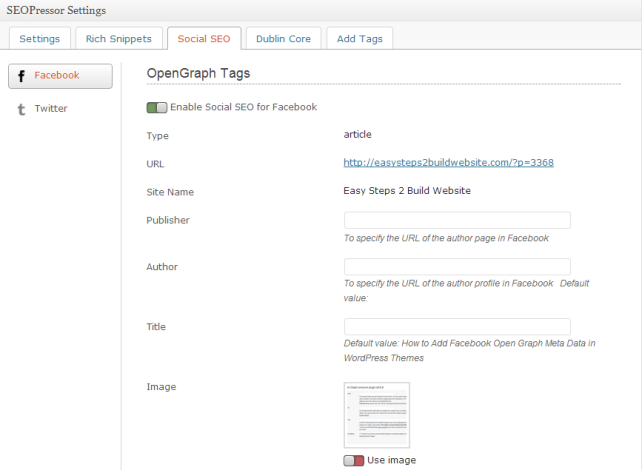 SEOPressor Settings
Settings
Rich Snippets
Social SEO
Dublin Core
Add Tags
Facebook
Twitter
OpenGraph Tags
Enable Social SEO for Facebook
Type article
URL http://easysteps2buildwebsite.com/?p=3368
Site Name Easy Steps 2 Build Website
Publisher
To specify the URL of the author page in Facebook
Author
To specify the URL of the author profile in Facebook Default
value:
Title
Default value: How to Add Facebook Open Graph Meta Data in
WordPress Themes
Image
Use image